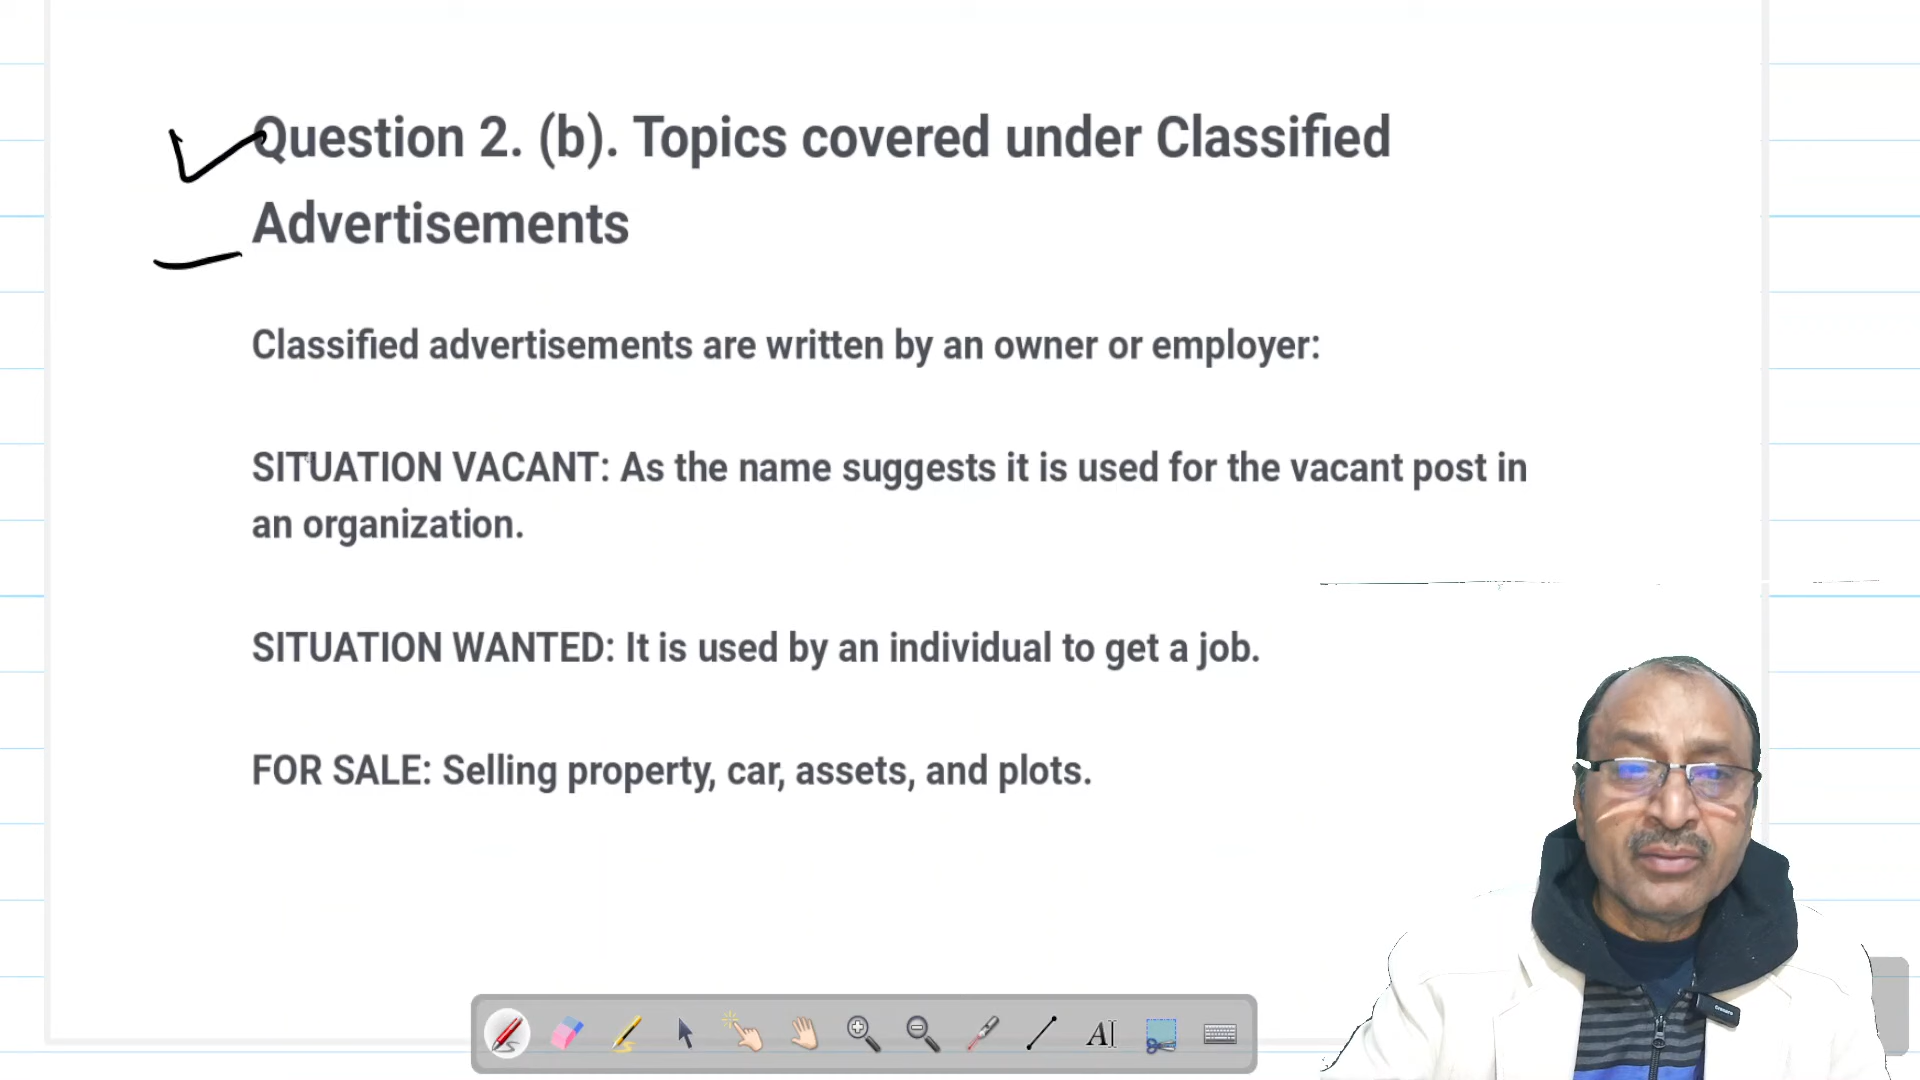 Question 2. (b). Topics covered under Classified
Advertisements
Classified advertisements are written by an owner or employer:
SITUATION VACANT: As the name suggests it is used for the vacant post in
an organization.
SITUATION WANTED: It is used by an individual to get a job.
FOR SALE: Selling property, car, assets, and plots.
A